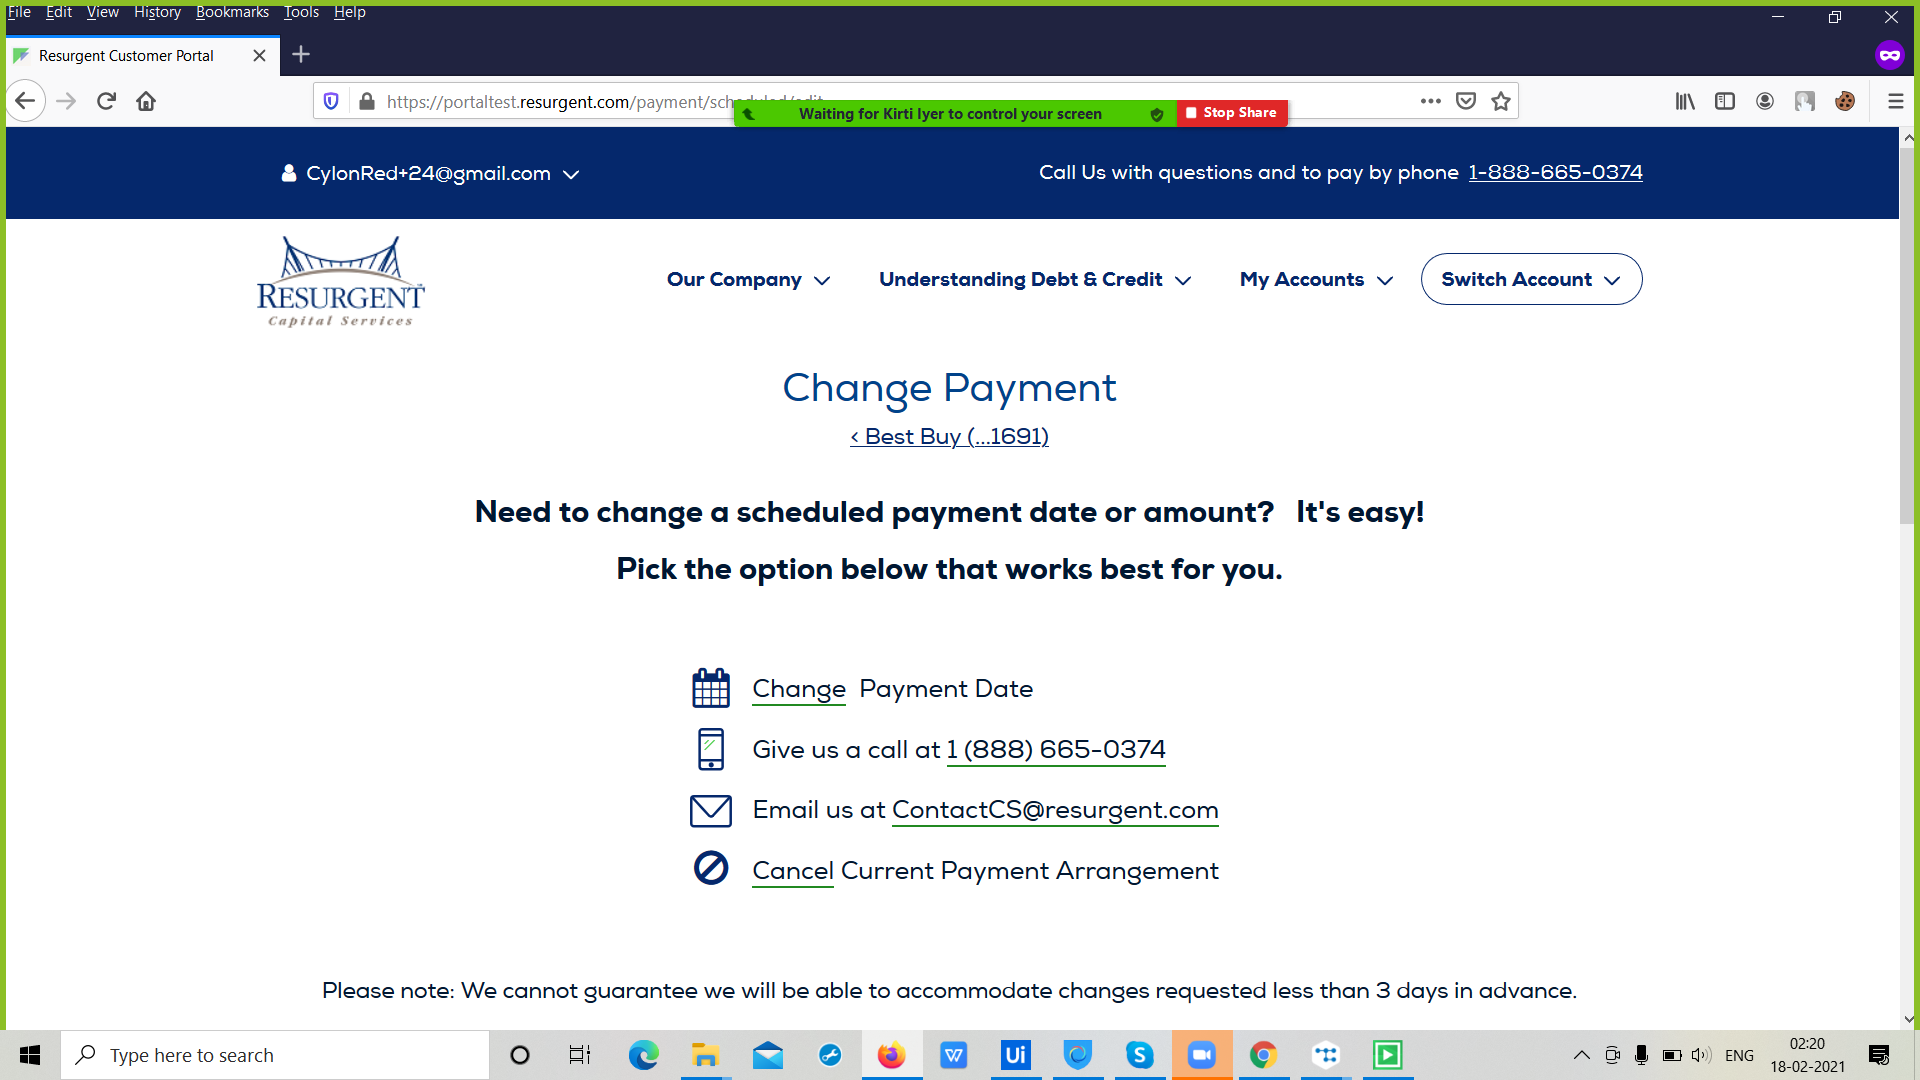 File Edit View History Bookmarks Tools Help
Resurgent Customer Portal
https://portaltest.resurgent.com/payment/scheduled/edit
Waiting for Kirti Iyer to control your screen
Stop Share
CylonRed+24@gmail.com
Call Us with questions and to pay by phone 1-888-665-0374
RESURGENT
Capital Services
Our Company
Understanding Debt & Credit
My Accounts
Switch Account
Change Payment
< Best Buy (...1691)
Need to change a scheduled payment date or amount? It's easy!
Pick the option below that works best for you.
Change Payment Date
Give us a call at 1 (888) 665-0374
Email us at ContactCS@resurgent.com
Cancel Current Payment Arrangement
Please note: We cannot guarantee we will be able to accommodate changes requested less than 3 days in advance.
Type here to search
W
Ui
S
ENG
02:20
18-02-2021